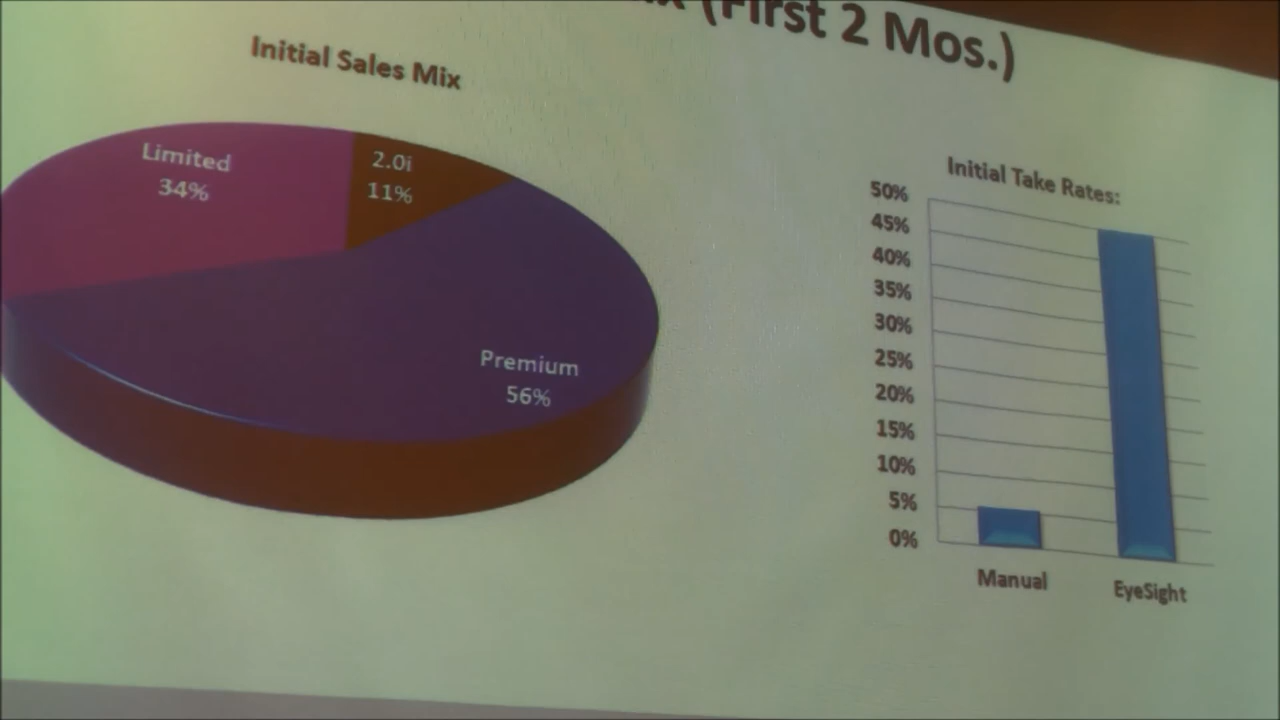 (First 2 Mos.)
Initial Sales Mix
Limited
34%
2.0i
11%
Premium
56%
Initial Take Rates:
50%
45%
40%
35%
30%
25%
20%
15%
10%
5%
0%
Manual
EyeSight